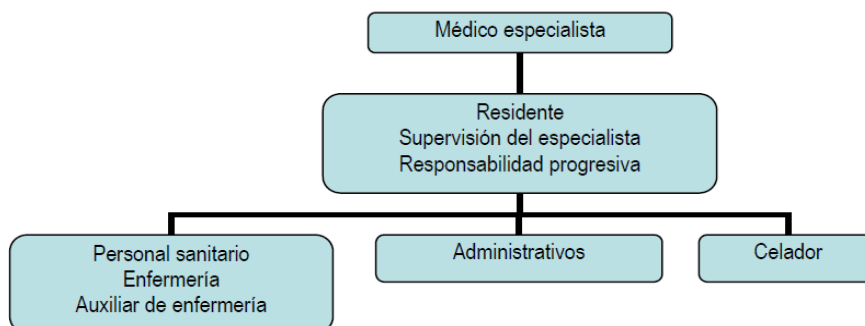 Médico especialista
Residente
Supervisión del especialista
Responsabilidad progresiva
Personal sanitario
Enfermería
Auxiliar de enfermería
Administrativos
Celador